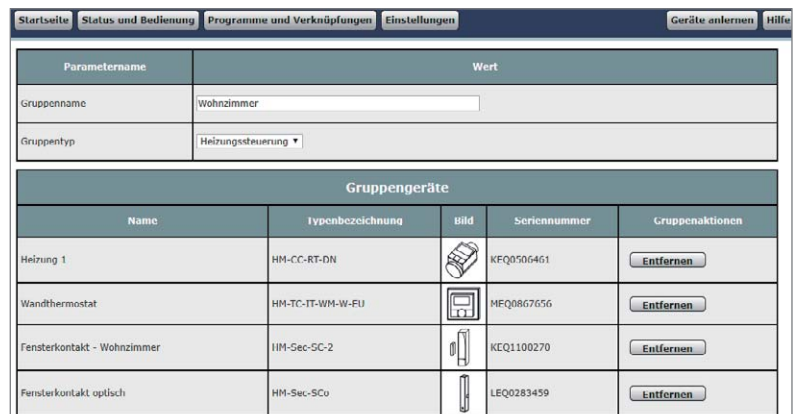 Startseite Status und Bedienung Programme und Verknüpfungen Einstellungen Geräte anlernen Hilfe
Parametername Wert
Gruppenname Wohnzimmer
Gruppentyp Heizungssteuerung
Gruppengeräte
Name Typenbezeichnung Bild Seriennummer Gruppenaktionen
Heizung 1 HM-CC-RT-DN KEQ0506461 Entfernen
Wandthermostat HM-TC-IT-WM-W-EU MEQ0867656 Entfernen
Fensterkontakt - Wohnzimmer HM-Sec-SC-2 KEQ1100270 Entfernen
Fensterkontakt optisch HM-Sec-SCo LEQ0283459 Entfernen